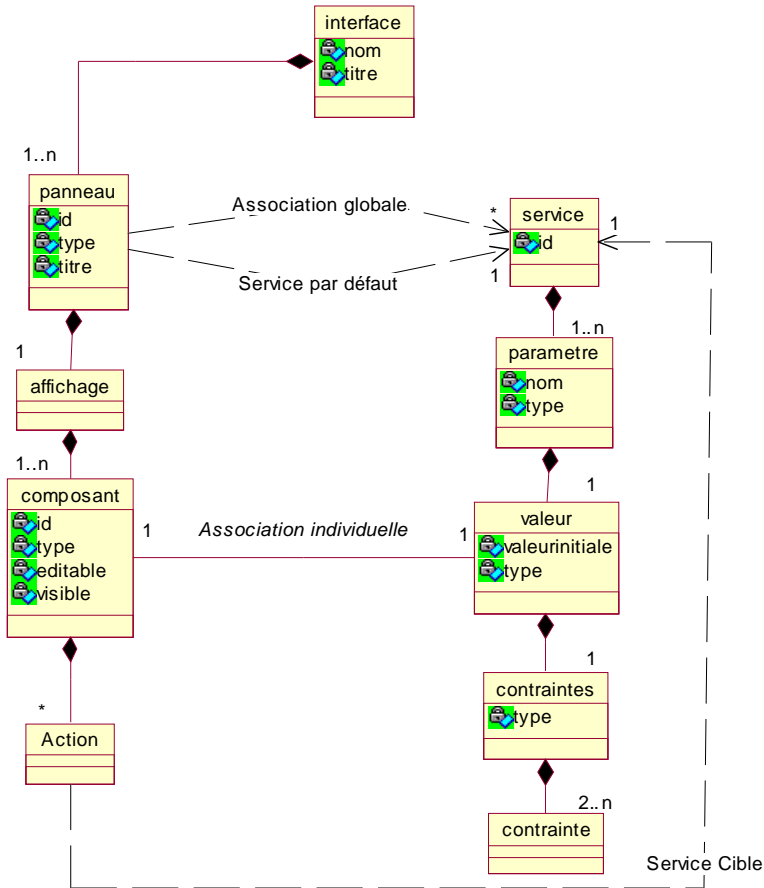 interface
nom
titre
1..n
panneau
id
type
titre
Association globale
*
service
id
1
Service par défaut
1
1
affichage
1..n
parametre
nom
type
1..n
composant
id
type
editable
visible
1
Association individuelle
1
1
valeur
valeurinitiale
type
1
contraintes
type
*
Action
2..n
contrainte
Service Cible